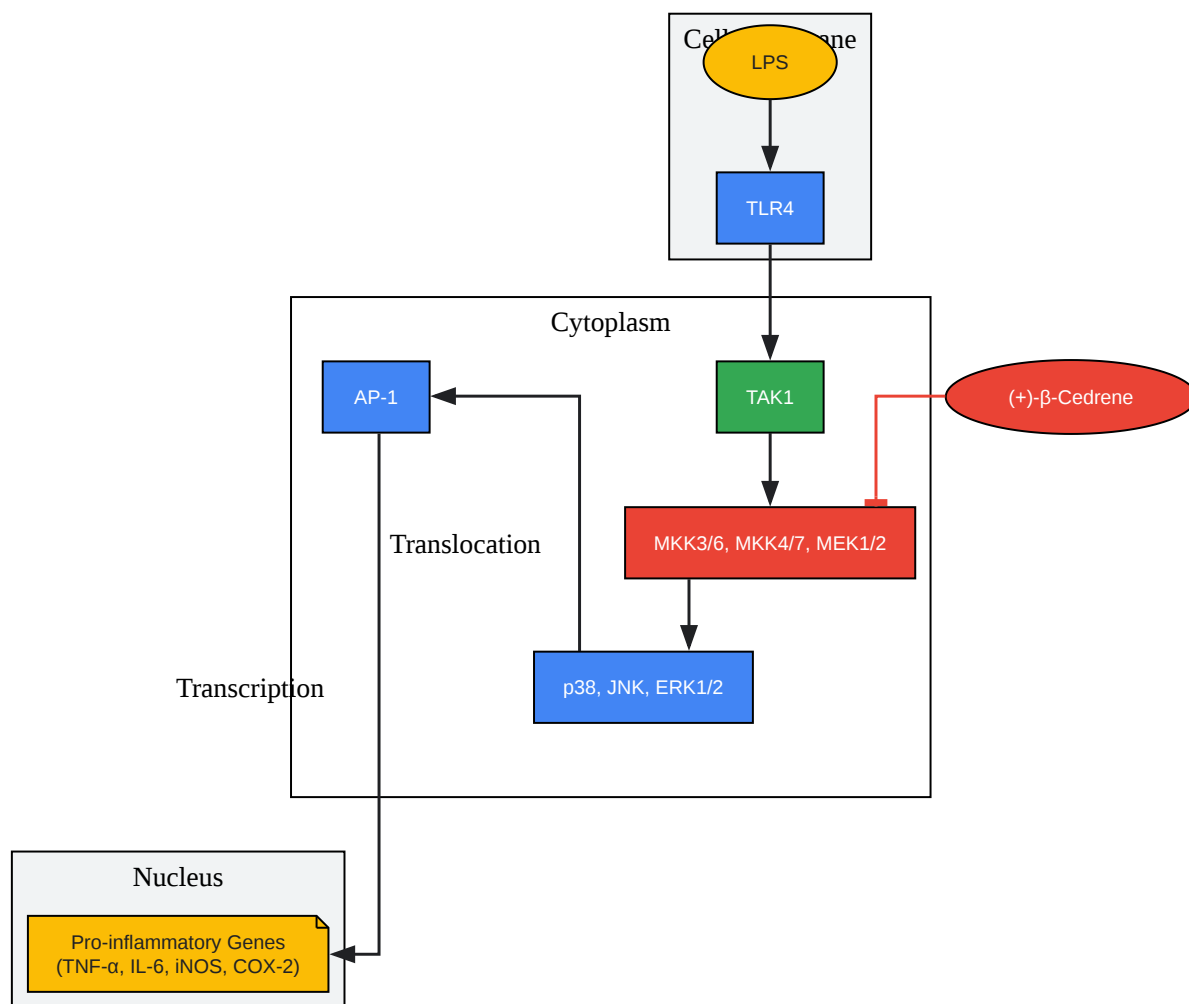 LPS
TLR4
Cytoplasm
AP-1
TAK1
(+)-β-Cedrene
MKK3/6, MKK4/7, MEK1/2
Translocation
p38, JNK, ERK1/2
Transcription
Nucleus
Pro-inflammatory Genes
(TNF-α, IL-6, iNOS, COX-2)